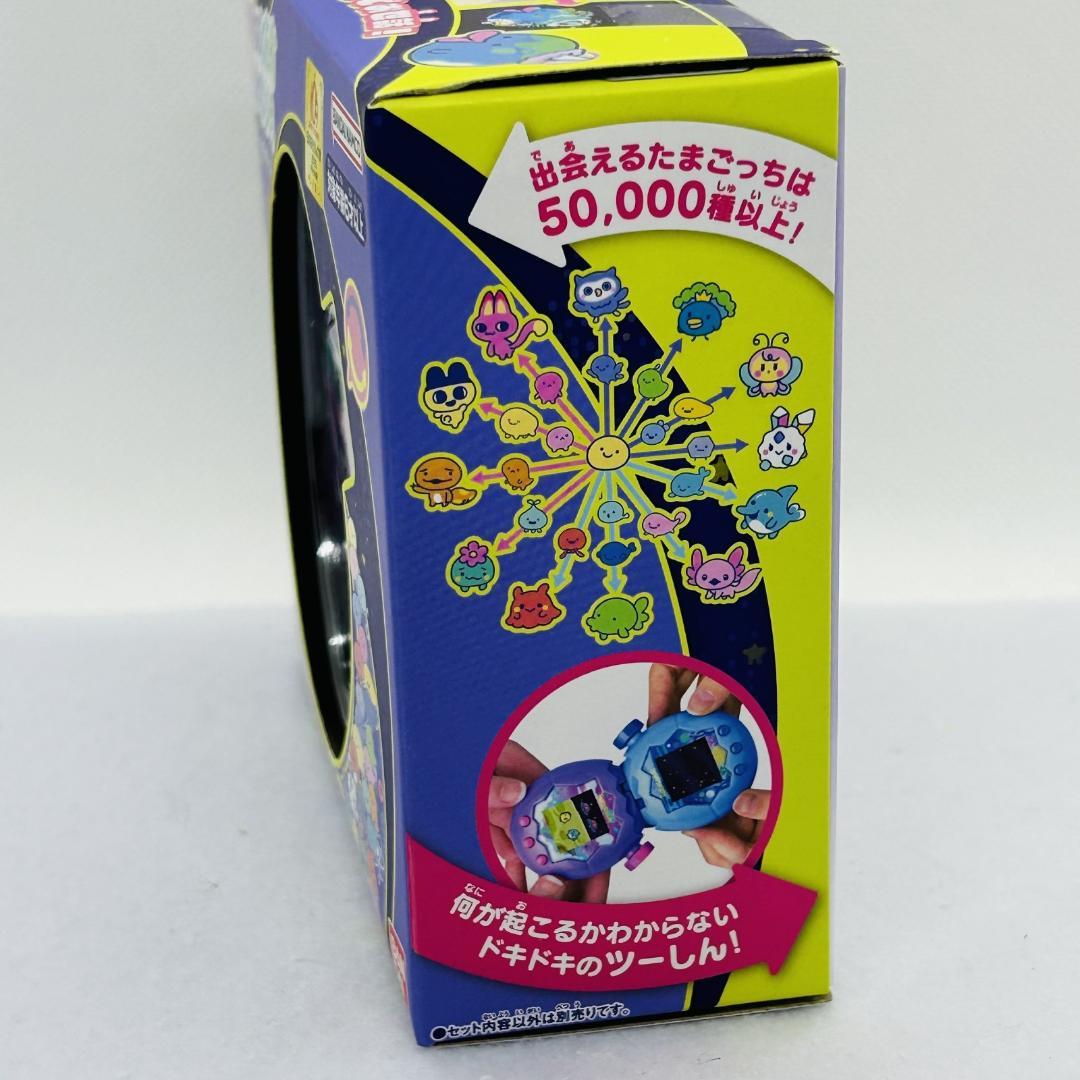 出会えるたまごっちは
50,000種以上!
何が起こるかわからない
ドキドキのツーしん!
●セット内容以外は別売りです。
BANDAI NAMCO